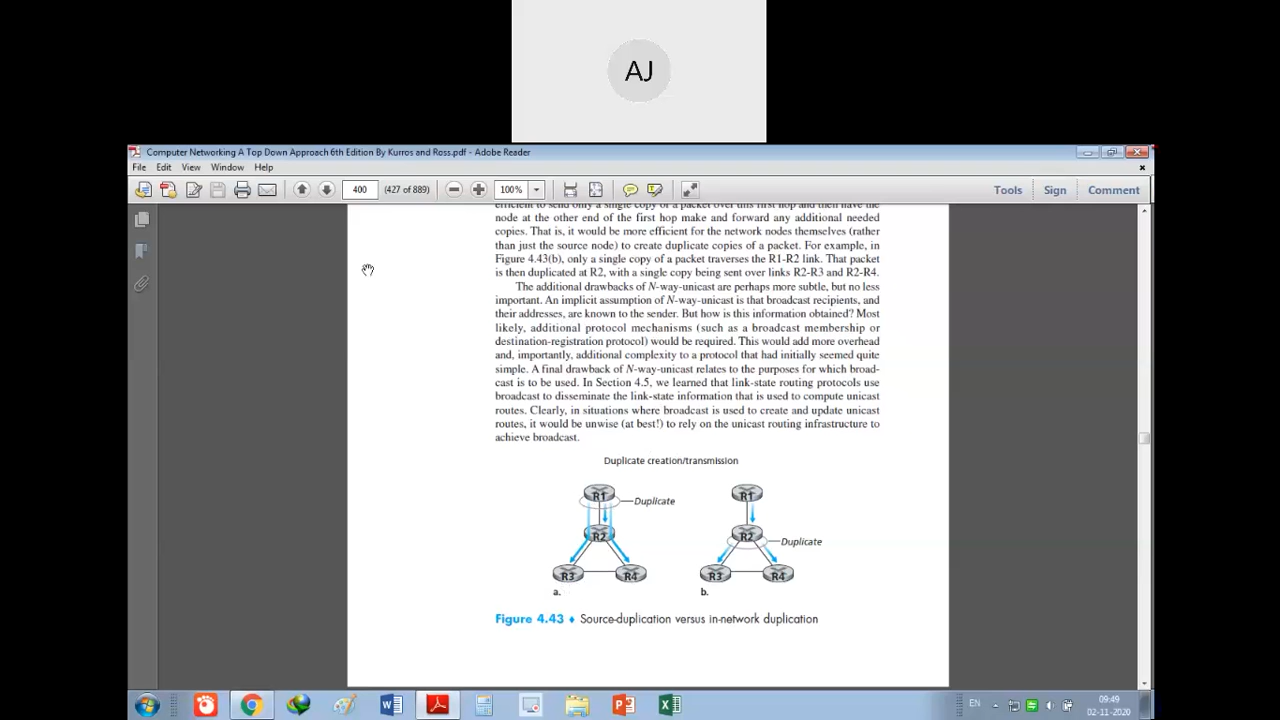 AJ
Computer Networking A Top Down Approach 6th Edition By Kurros and Ross.pdf - Adobe Reader
File Edit View Window Help
400 (427 of 889) 100% Tools Sign Comment
efficient to send only a single copy of a packet over this first hop and then have the
node at the other end of the first hop make and forward any additional needed
copies. That is, it would be more efficient for the network nodes themselves (rather
than just the source node) to create duplicate copies of a packet. For example, in
Figure 4.43(b), only a single copy of a packet traverses the R1-R2 link. That packet
is then duplicated at R2, with a single copy being sent over links R2-R3 and R2-R4.
The additional drawbacks of N-way-unicast are perhaps more subtle, but no less
important. An implicit assumption of N-way-unicast is that broadcast recipients, and
their addresses, are known to the sender. But how is this information obtained? Most
likely, additional protocol mechanisms (such as a broadcast membership or
destination-registration protocol) would be required. This would add more overhead
and, importantly, additional complexity to a protocol that had initially seemed quite
simple. A final drawback of N-way-unicast relates to the purposes for which broad-
cast is to be used. In Section 4.5, we learned that link-state routing protocols use
broadcast to disseminate the link-state information that is used to compute unicast
routes. Clearly, in situations where broadcast is used to create and update unicast
routes, it would be unwise (at best!) to rely on the unicast routing infrastructure to
achieve broadcast.
Duplicate creation/transmission
R1 Duplicate R1
R2 R2 Duplicate
R3 R4 R3 R4
a. b.
Figure 4.43 ♦ Source-duplication versus in-network duplication
EN 09:49
02-11-2020